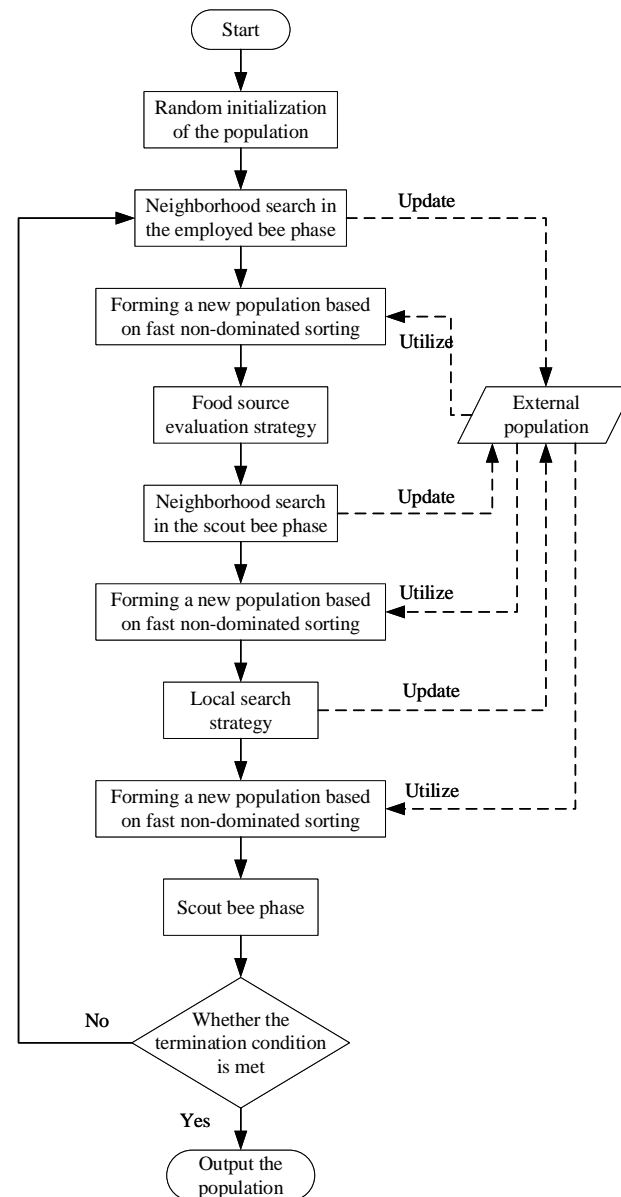 Start
Random initialization
of the population
Neighborhood search in
the employed bee phase
Update
Forming a new population based
on fast non-dominated sorting
Utilize
Food source
evaluation strategy
External
population
Neighborhood search
in the scout bee phase
Update
Forming a new population based
on fast non-dominated sorting
Utilize
Local search
strategy
Update
Forming a new population based
on fast non-dominated sorting
Utilize
Scout bee phase
Whether the
termination condition
is met
No
Yes
Output the
population